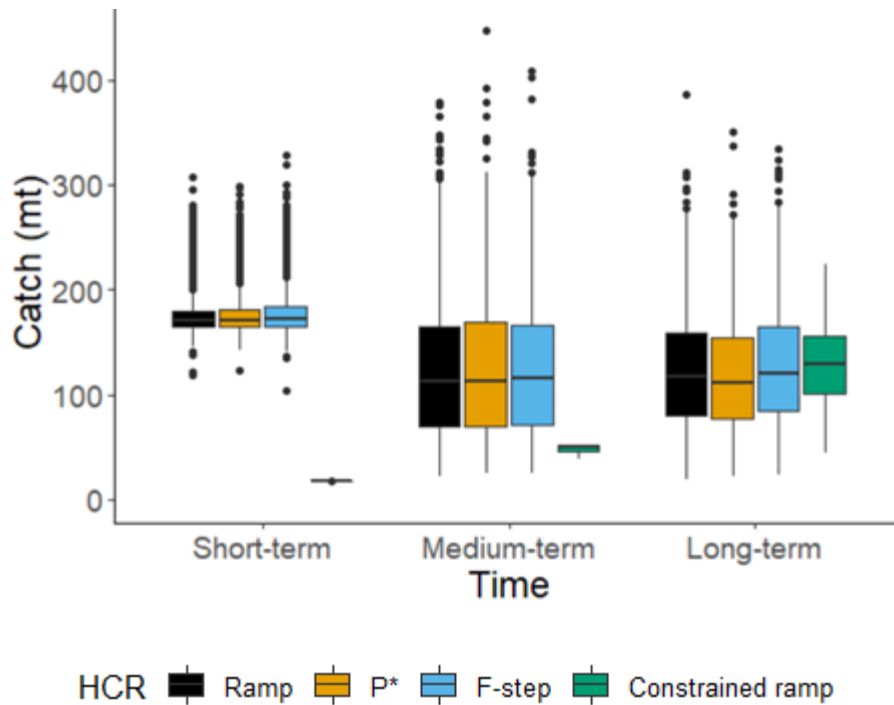 Catch (mt)
400
300
200
100
0
Short-term Medium-term Long-term
Time
HCR Ramp P* F-step Constrained ramp